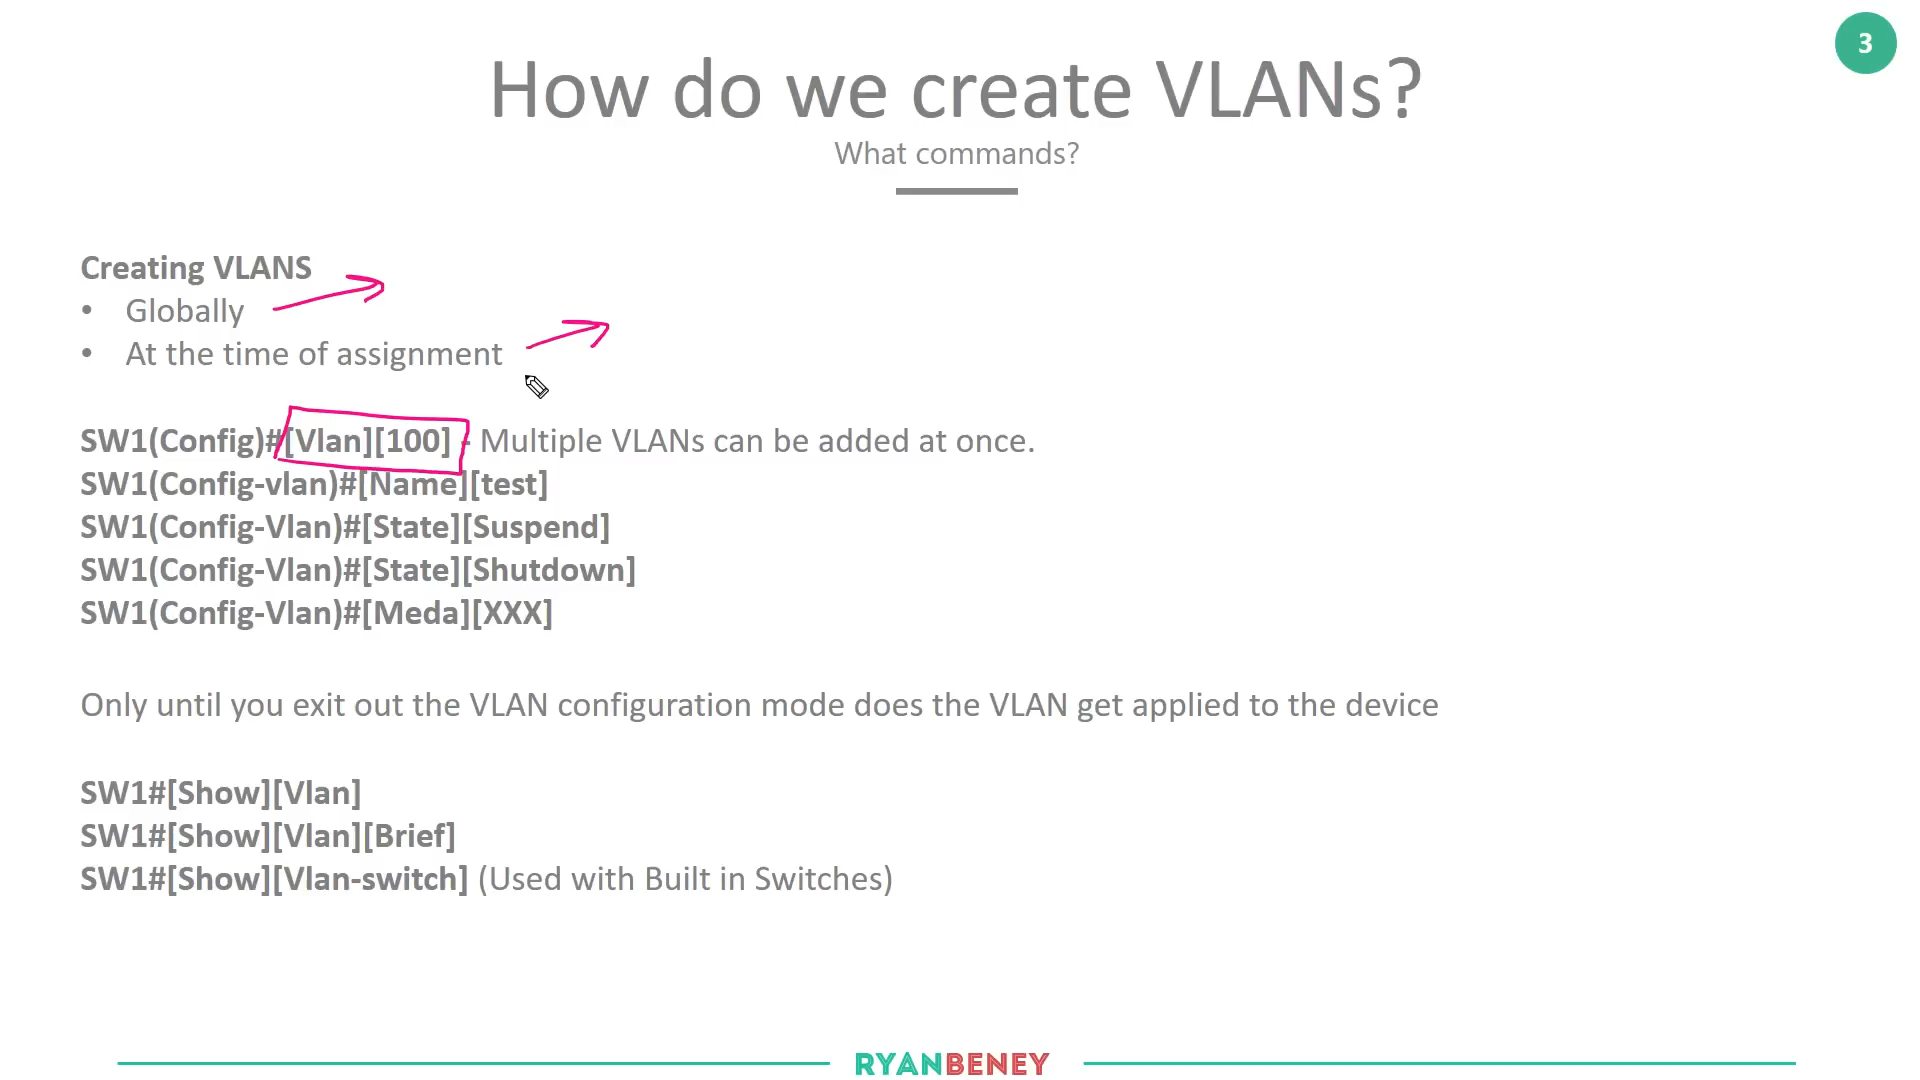 3
How do we create VLANs?
What commands?
Creating VLANS
• Globally
• At the time of assignment
SW1(Config)#[Vlan][100] - Multiple VLANs can be added at once.
SW1(Config-vlan)#[Name][test]
SW1(Config-Vlan)#[State][Suspend]
SW1(Config-Vlan)#[State][Shutdown]
SW1(Config-Vlan)#[Meda][XXX]
Only until you exit out the VLAN configuration mode does the VLAN get applied to the device
SW1#[Show][Vlan]
SW1#[Show][Vlan][Brief]
SW1#[Show][Vlan-switch] (Used with Built in Switches)
RYANBENEY